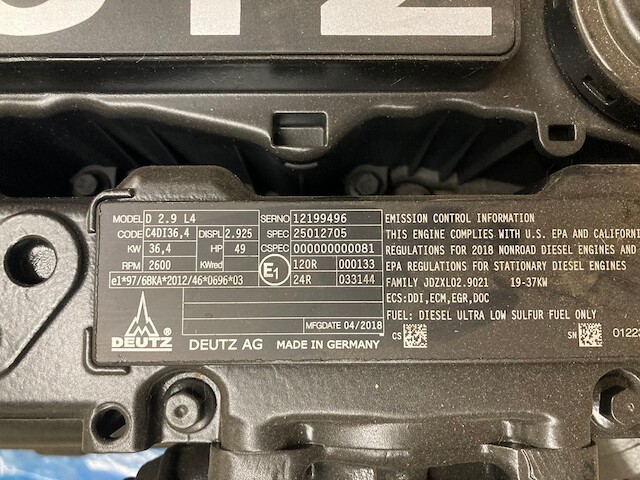 UTZ
MODEL D 2.9 L4 SERNO 12199496
CODE C4DI36,4 DISPL 2.925 SPEC 25012705
KW 36,4 HP 49 CSPEC 000000000081
RPM 2600 KWred E1 120R 000133
e1*97/68KA*2012/46*0696*03 24R 033144
MFGDATE 04/2018
DEUTZ DEUTZ AG MADE IN GERMANY
EMISSION CONTROL INFORMATION
THIS ENGINE COMPLIES WITH U.S. EPA AND CALIFORNI
REGULATIONS FOR 2018 NONROAD DIESEL ENGINES AND
EPA REGULATIONS FOR STATIONARY DIESEL ENGINES
FAMILY JDZXL02.9021 19-37KW
ECS:DDI,ECM,EGR,DOC
FUEL: DIESEL ULTRA LOW SULFUR FUEL ONLY
CS SN 0122